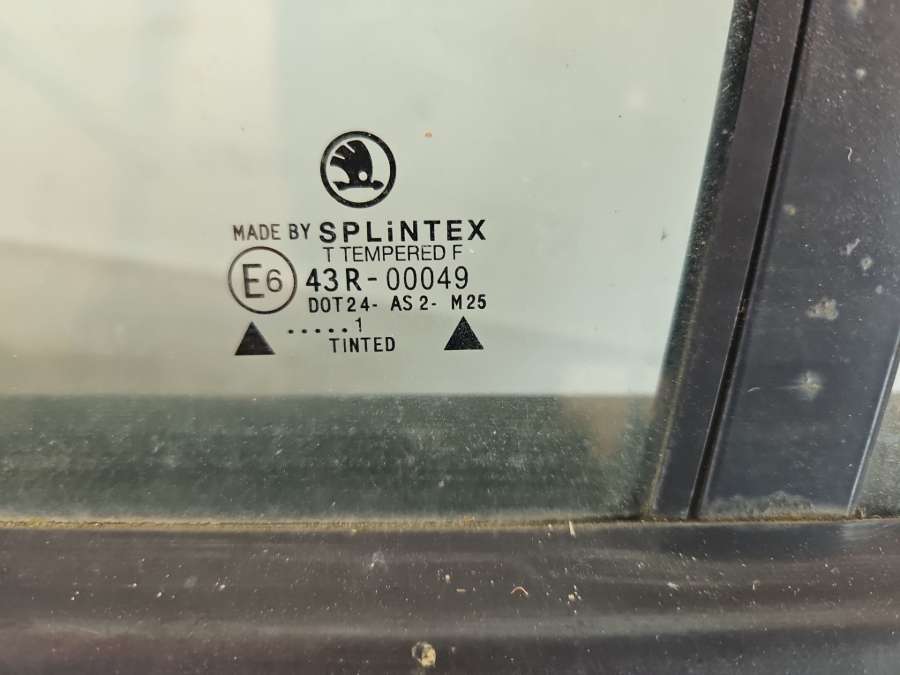 MADE BY SPLiNTEX
T TEMPERED F
E6 43R-00049
DOT24- AS2- M25
.....1
TINTED